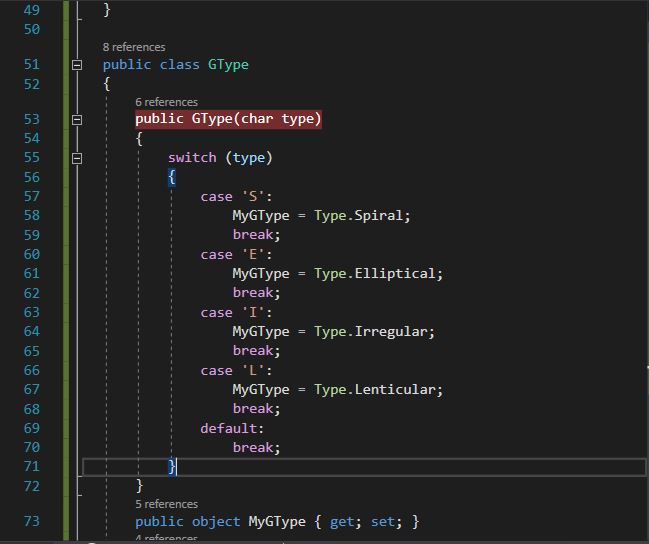 49 }
50
8 references
51 public class GType
52 {
6 references
53 public GType(char type)
54 {
55 switch (type)
56 {
57 case 'S':
58 MyGType = Type.Spiral;
59 break;
60 case 'E':
61 MyGType = Type.Elliptical;
62 break;
63 case 'I':
64 MyGType = Type.Irregular;
65 break;
66 case 'L':
67 MyGType = Type.Lenticular;
68 break;
69 default:
70 break;
71 }
72 }
5 references
73 public object MyGType { get; set; }
4 references